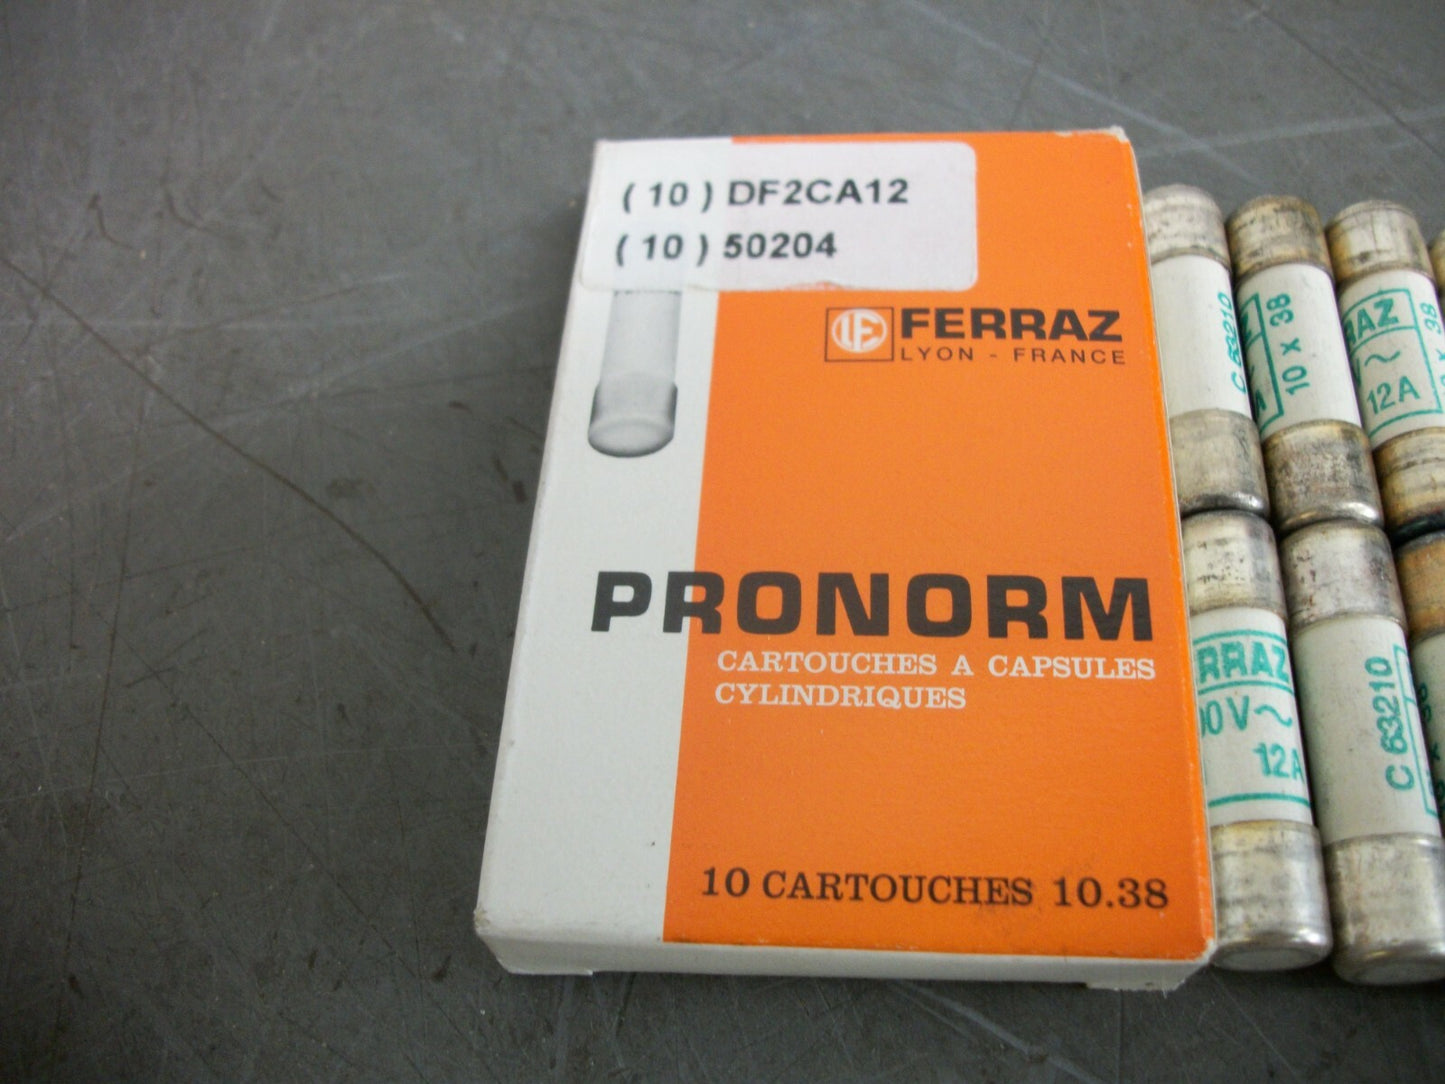 ( 10 ) DF2CA12
( 10 ) 50204
FERRAZ
LYON - FRANCE
PRONORM
CARTOUCHES A CAPSULES
CYLINDRIQUES
10 CARTOUCHES 10.38
C 63210
10 x 38
12A
12A
C 63210